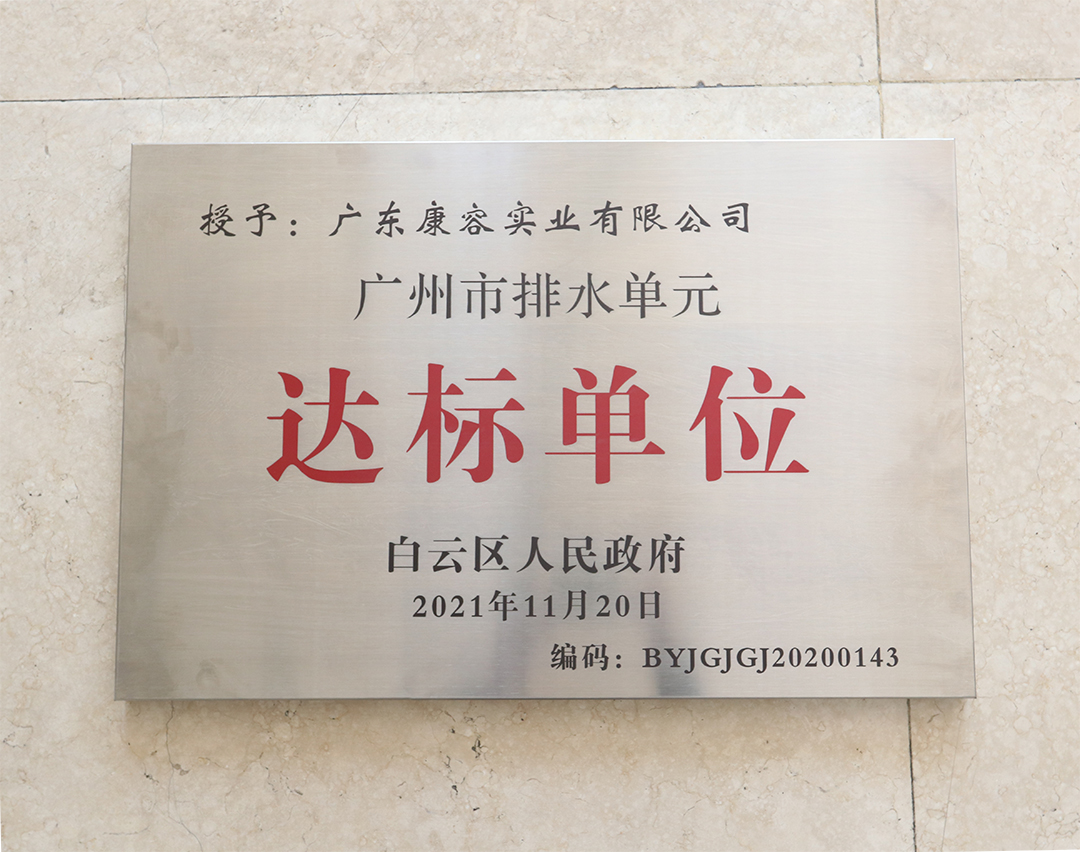 授予：广东康容实业有限公司
广州市排水单元
达标单位
白云区人民政府
2021年11月20日
编码：BYJGJGJ20200143